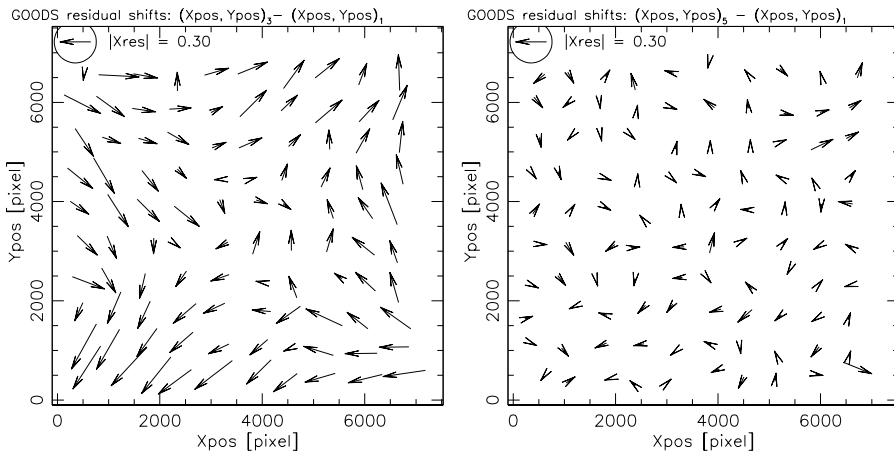 GOODS residual shifts: (Xpos, Ypos)₃− (Xpos, Ypos)₁
|Xres| = 0.30
6000
4000
2000
0
Ypos [pixel]
0 2000 4000 6000
Xpos [pixel]
GOODS residual shifts: (Xpos, Ypos)₅ − (Xpos, Ypos)₁
|Xres| = 0.30
6000
4000
2000
0
Ypos [pixel]
0 2000 4000 6000
Xpos [pixel]